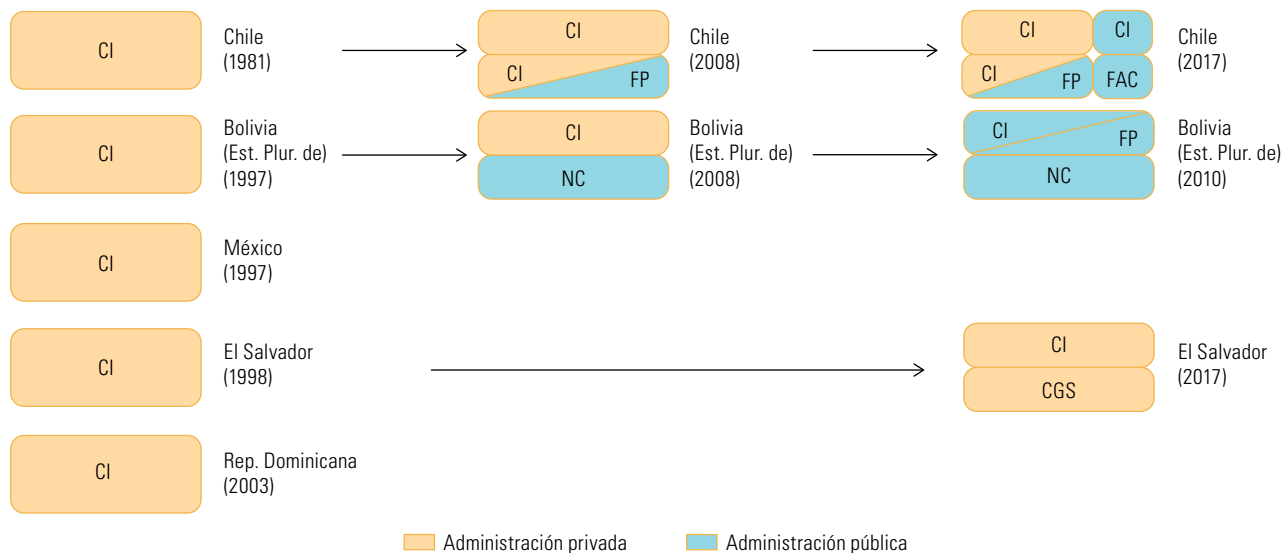 CI
Chile
(1981)
CI
CI
FP
Chile
(2008)
CI
CI
CI
FP
FAC
Chile
(2017)
CI
Bolivia
(Est. Plur. de)
(1997)
CI
NC
Bolivia
(Est. Plur. de)
(2008)
CI
FP
NC
Bolivia
(Est. Plur. de)
(2010)
CI
México
(1997)
CI
El Salvador
(1998)
CI
CGS
El Salvador
(2017)
CI
Rep. Dominicana
(2003)
Administración privada
Administración pública